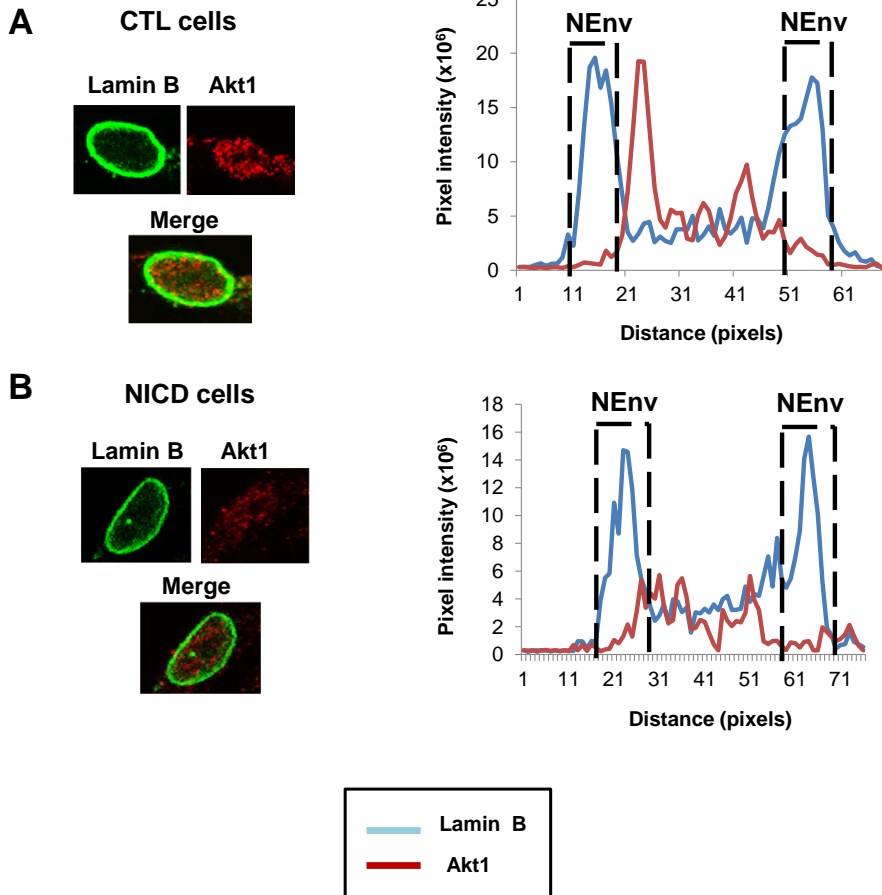 A
CTL cells
Lamin B
Akt1
Merge
NEnv
NEnv
Pixel intensity (x10⁶)
25
20
15
10
5
0
1 11 21 31 41 51 61
Distance (pixels)
B
NICD cells
Lamin B
Akt1
Merge
NEnv
NEnv
Pixel intensity (x10⁶)
18
16
14
12
10
8
6
4
2
0
1 11 21 31 41 51 61 71
Distance (pixels)
Lamin B
Akt1